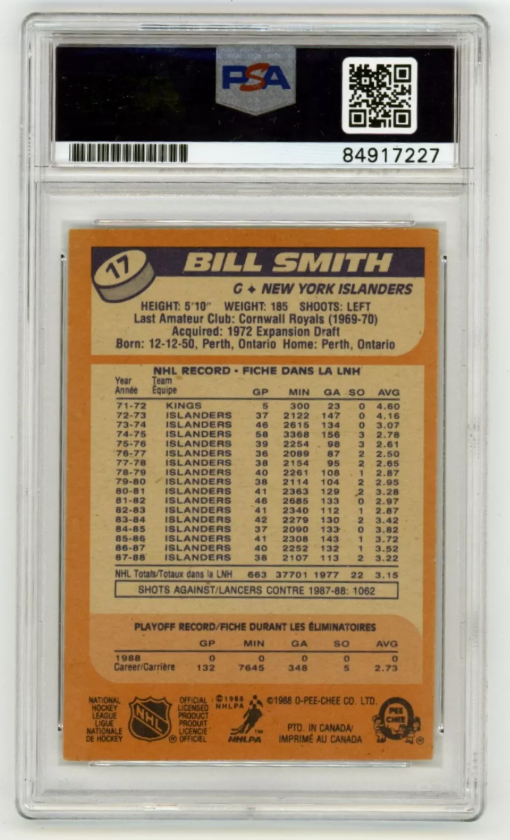 PSA
84917227
17
BILL SMITH
G ✦ NEW YORK ISLANDERS
HEIGHT: 5'10" WEIGHT: 185 SHOOTS: LEFT
Last Amateur Club: Cornwall Royals (1969-70)
Acquired: 1972 Expansion Draft
Born: 12-12-50, Perth, Ontario Home: Perth, Ontario
NHL RECORD • FICHE DANS LA LNH
Year Team
Année Équipe GP MIN GA SO AVG
71-72 KINGS 5 300 23 0 4.60
72-73 ISLANDERS 37 2122 147 0 4.16
73-74 ISLANDERS 46 2615 134 0 3.07
74-75 ISLANDERS 58 3368 156 3 2.78
75-76 ISLANDERS 39 2254 98 3 2.61
76-77 ISLANDERS 36 2089 87 2 2.50
77-78 ISLANDERS 38 2154 95 2 2.65
78-79 ISLANDERS 40 2261 108 1 2.87
79-80 ISLANDERS 38 2114 104 2 2.95
80-81 ISLANDERS 41 2363 129 2 3.28
81-82 ISLANDERS 46 2685 133 0 2.97
82-83 ISLANDERS 41 2340 112 1 2.87
83-84 ISLANDERS 42 2279 130 2 3.42
84-85 ISLANDERS 37 2090 133 0 3.82
85-86 ISLANDERS 41 2308 143 1 3.72
86-87 ISLANDERS 40 2252 132 1 3.52
87-88 ISLANDERS 38 2107 113 2 3.22
NHL Totals/Totaux dans la LNH 663 37701 1977 22 3.15
SHOTS AGAINST/LANCERS CONTRE 1987-88: 1062
PLAYOFF RECORD/FICHE DURANT LES ÉLIMINATOIRES
GP MIN GA SO AVG
1988 0 0 0 0 0
Career/Carrière 132 7645 348 5 2.73
NATIONAL
HOCKEY
LEAGUE
LIGUE
NATIONALE
DE HOCKEY
NHL
®
OFFICIAL
LICENSED
PRODUCT
PRODUIT
LICENCIÉ
OFFICIEL
©1988
NHLPA
NHLPA™
©1988 O-PEE-CHEE CO. LTD.
PTD. IN CANADA/
IMPRIMÉ AU CANADA
O
PEE
CHEE
®